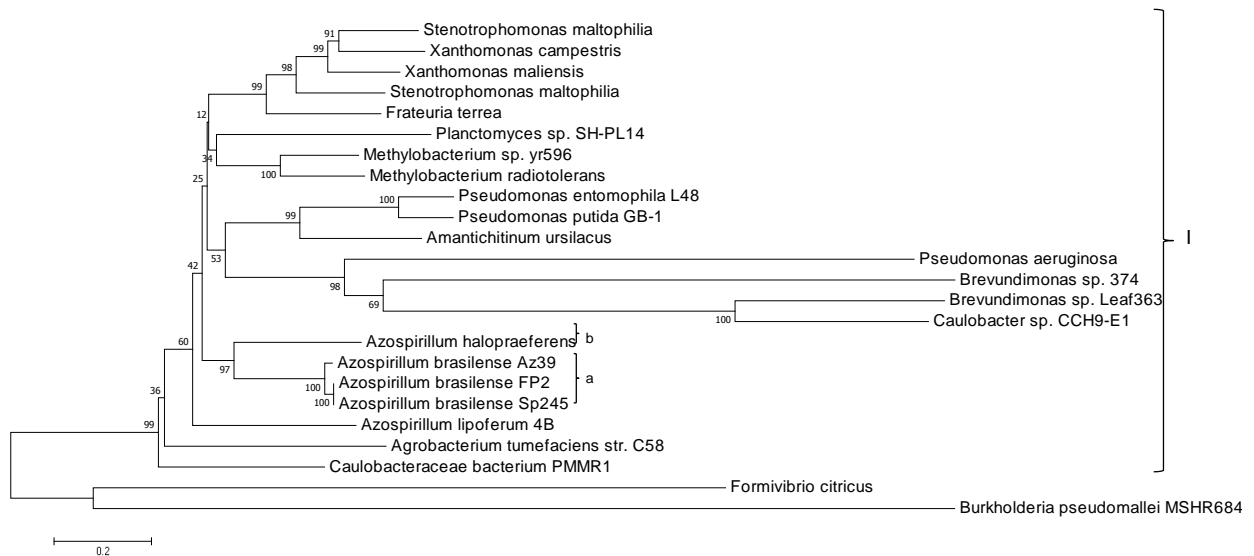 Stenotrophomonas maltophilia
91
Xanthomonas campestris
99
Xanthomonas maliensis
98
Stenotrophomonas maltophilia
99
Frateuria terrea
12
Planctomyces sp. SH-PL14
34
Methylobacterium sp. yr596
100
Methylobacterium radiotolerans
25
Pseudomonas entomophila L48
100
Pseudomonas putida GB-1
99
Amantichitinum ursilacus
53
Pseudomonas aeruginosa
98
Brevundimonas sp. 374
69
Brevundimonas sp. Leaf363
100
Caulobacter sp. CCH9-E1
I
42
Azospirillum halopraeferens
b
97
Azospirillum brasilense Az39
100
Azospirillum brasilense FP2
a
100
Azospirillum brasilense Sp245
60
Azospirillum lipoferum 4B
36
Agrobacterium tumefaciens str. C58
99
Caulobacteraceae bacterium PMMR1
Formivibrio citricus
Burkholderia pseudomallei MSHR684
0.2